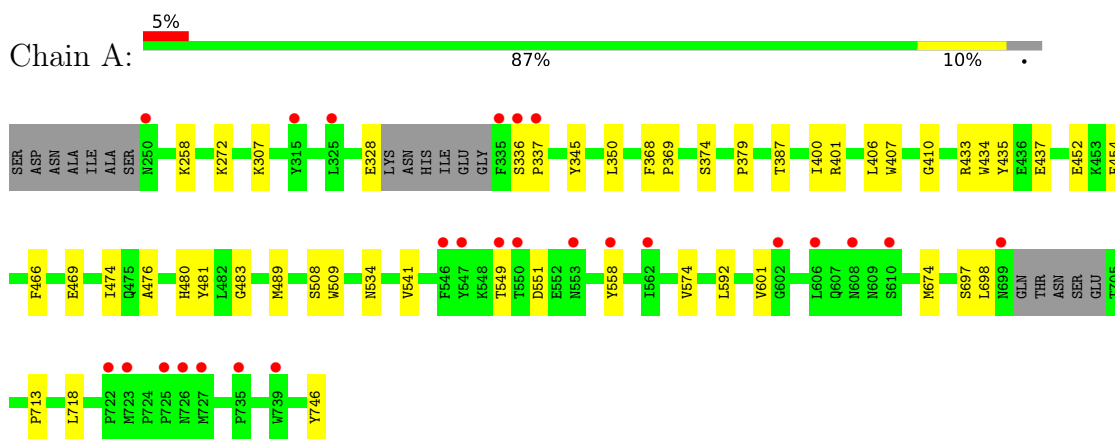 5%
Chain A:
87% 10% •
SER ASP ASN ALA ILE ALA SER N250 K258 K272 K307 Y315 L325 E328 LYS ASN HIS ILE GLU GLY F335 S336 P337 Y345 L350 F368 P369 S374 P379 T387 I400 R401 L406 W407 G410 R433 W434 Y435 E436 E437 E452 K453 E454
F466 E469 I474 Q475 A476 H480 Y481 L482 G483 M489 S508 W509 N534 V541 F546 Y547 K548 T549 T550 D551 E552 N553 Y558 I562 V574 L592 V601 G602 L606 Q607 N608 N609 S610 M674 S697 L698 N699 GLN THR ASN SER GLU T705
P713 L718 P722 M723 P724 P725 N726 M727 P735 W739 Y746